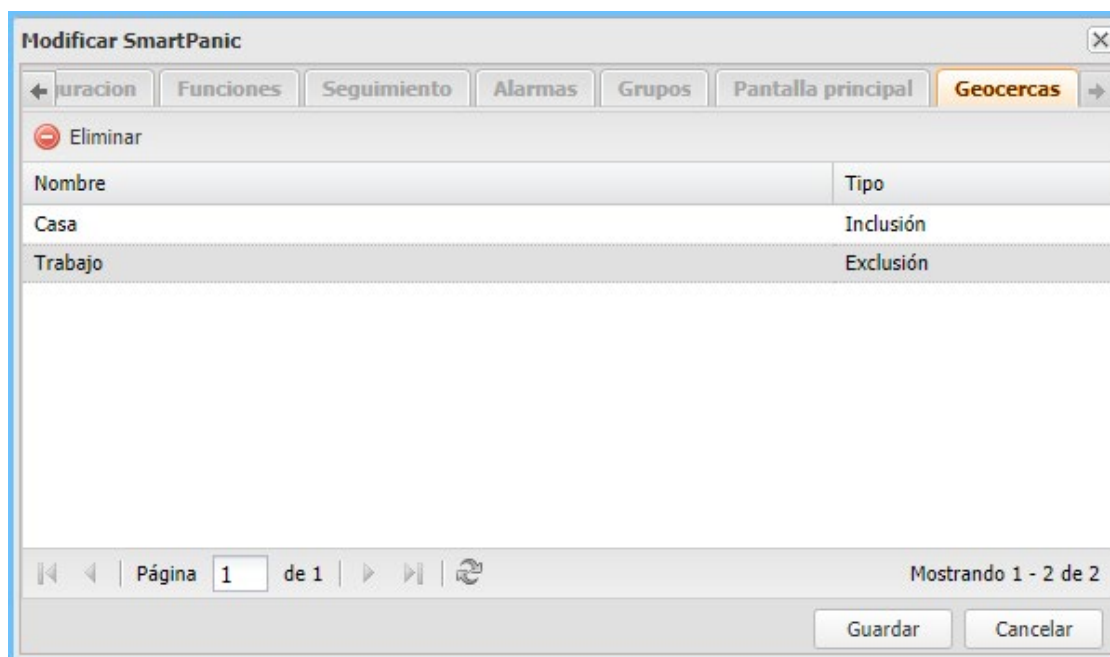 Modificar SmartPanic
uracion Funciones Seguimiento Alarmas Grupos Pantalla principal Geocercas
Eliminar
Nombre Tipo
Casa Inclusión
Trabajo Exclusión
Página 1 de 1 Mostrando 1 - 2 de 2
Guardar Cancelar